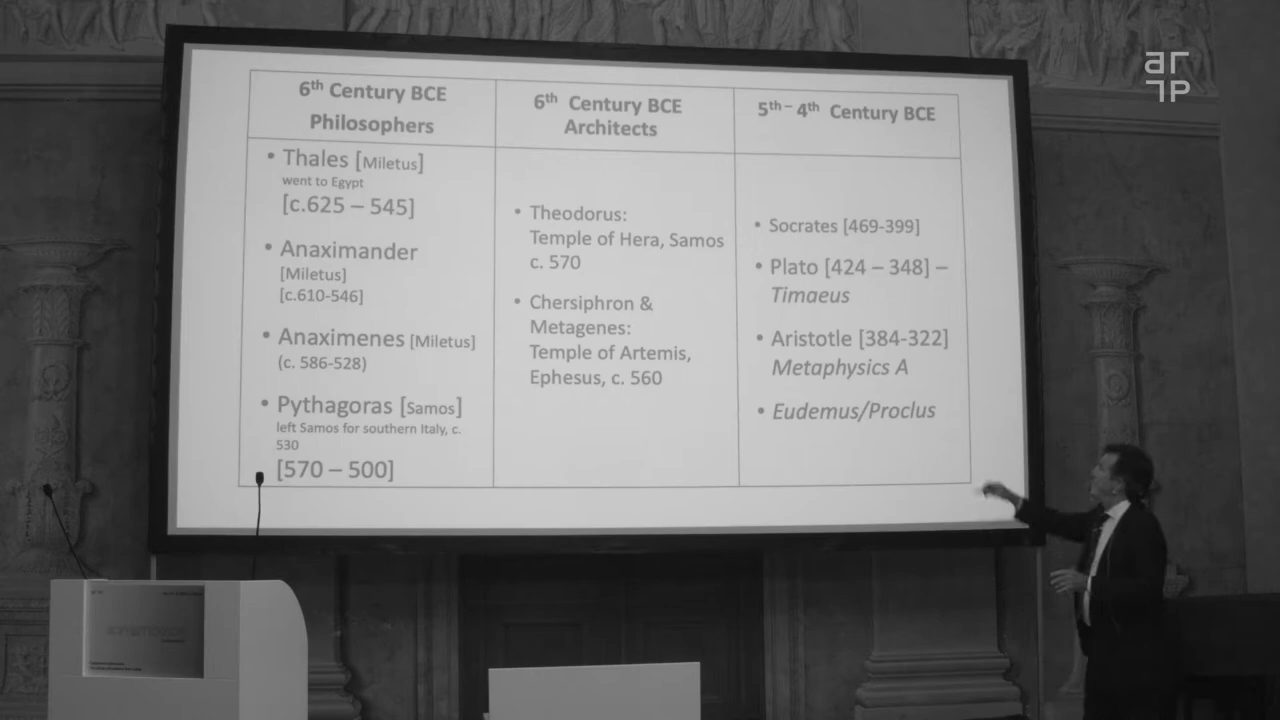 ar
P
6th Century BCE
Philosophers
• Thales [Miletus]
went to Egypt
[c.625 – 545]
• Anaximander
[Miletus]
[c.610-546]
• Anaximenes [Miletus]
(c. 586-528)
• Pythagoras [Samos]
left Samos for southern Italy, c.
530
[570 – 500]
6th Century BCE
Architects
• Theodorus:
Temple of Hera, Samos
c. 570
• Chersiphron &
Metagenes:
Temple of Artemis,
Ephesus, c. 560
5th – 4th Century BCE
• Socrates [469-399]
• Plato [424 – 348] –
Timaeus
• Aristotle [384-322]
Metaphysics A
• Eudemus/Proclus